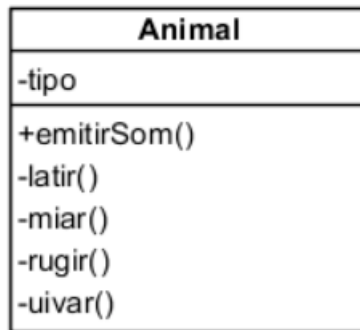 Animal
-tipo
+emitirSom()
-latir()
-miar()
-rugir()
-uivar()